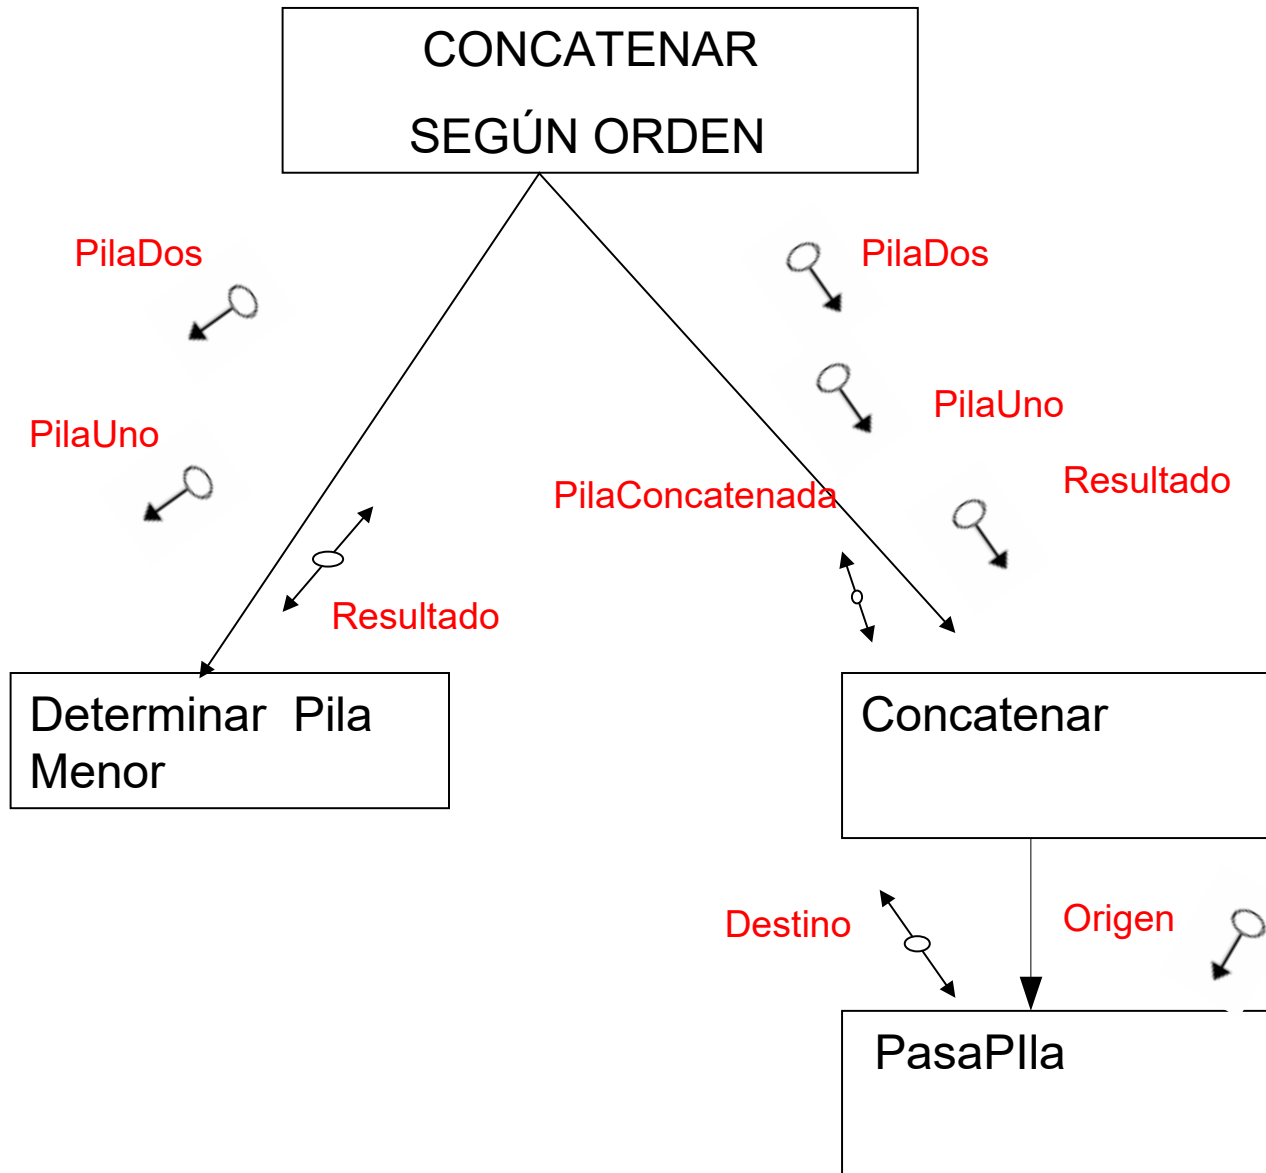 CONCATENAR
SEGÚN ORDEN
PilaDos
PilaDos
PilaUno
PilaUno
PilaConcatenada
Resultado
Resultado
Determinar Pila
Menor
Concatenar
Destino
Origen
PasaPIla